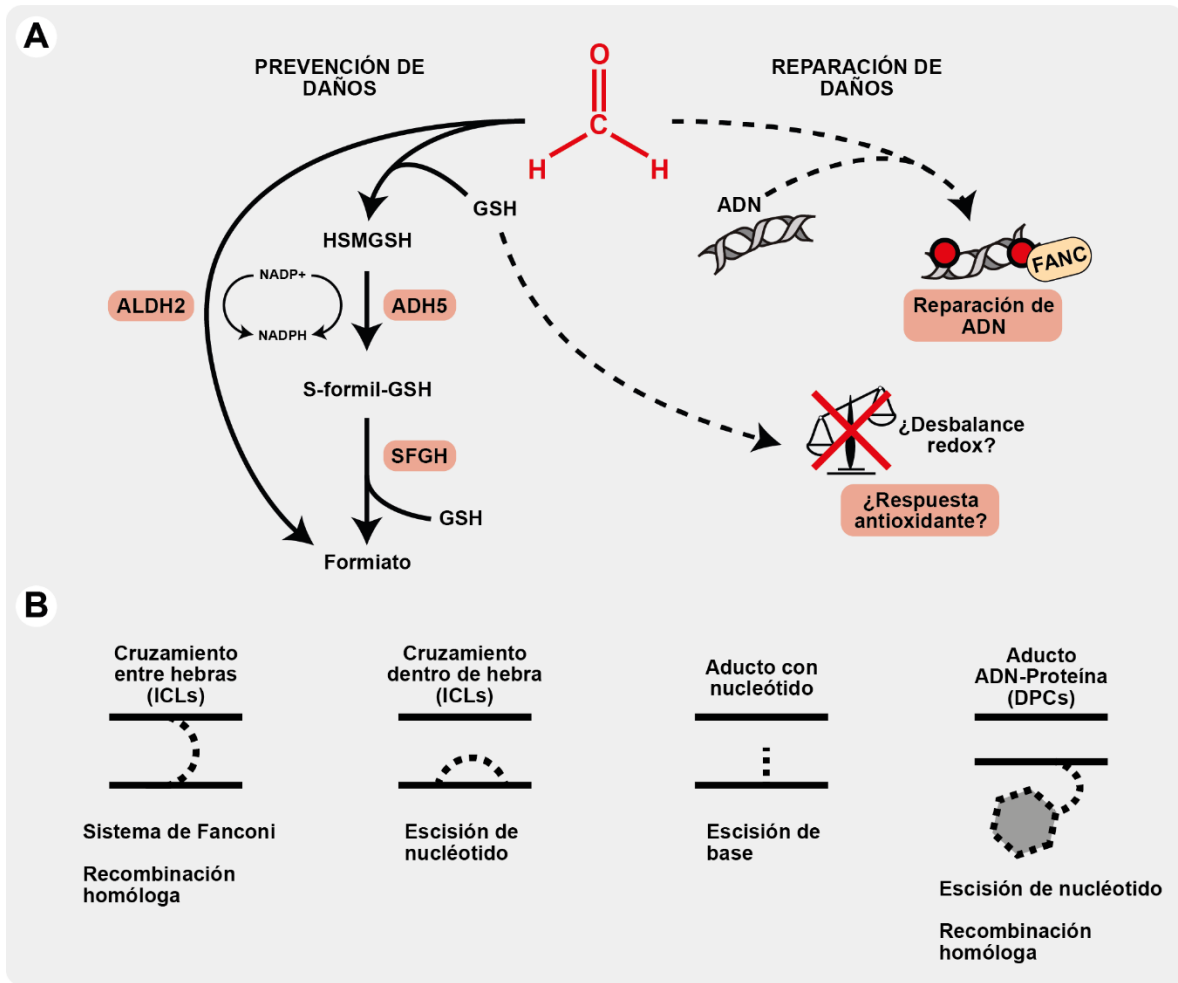 A
PREVENCIÓN DE
DAÑOS
REPARACIÓN DE
DAÑOS
O
C
H
H
GSH
HSMGSH
ADN
FANC
NADP+
ALDH2
ADH5
NADPH
Reparación de
ADN
S-formil-GSH
¿Desbalance
redox?
SFGH
¿Respuesta
antioxidante?
GSH
Formiato
B
Cruzamiento
entre hebras
(ICLs)
Sistema de Fanconi
Recombinación
homóloga
Cruzamiento
dentro de hebra
(ICLs)
Escisión de
nucléotido
Aducto con
nucleótido
Escisión de
base
Aducto
ADN-Proteína
(DPCs)
Escisión de nucléotido
Recombinación
homóloga